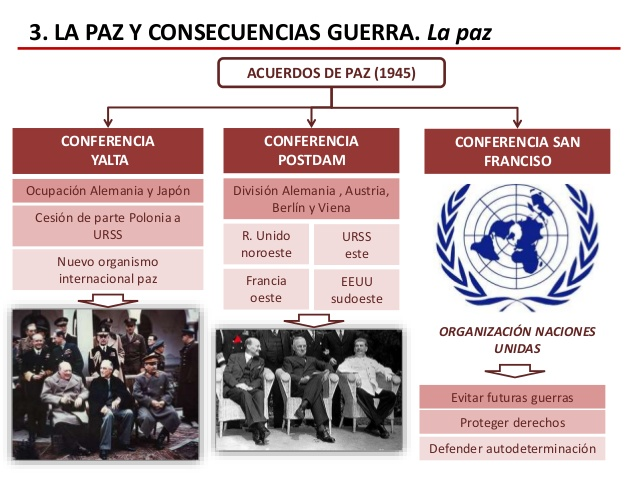 3. LA PAZ Y CONSECUENCIAS GUERRA. La paz
ACUERDOS DE PAZ (1945)
CONFERENCIA
YALTA
Ocupación Alemania y Japón
Cesión de parte Polonia a
URSS
Nuevo organismo
internacional paz
CONFERENCIA
POSTDAM
División Alemania , Austria,
Berlín y Viena
R. Unido
noroeste
URSS
este
Francia
oeste
EEUU
sudoeste
CONFERENCIA SAN
FRANCISO
ORGANIZACIÓN NACIONES
UNIDAS
Evitar futuras guerras
Proteger derechos
Defender autodeterminación